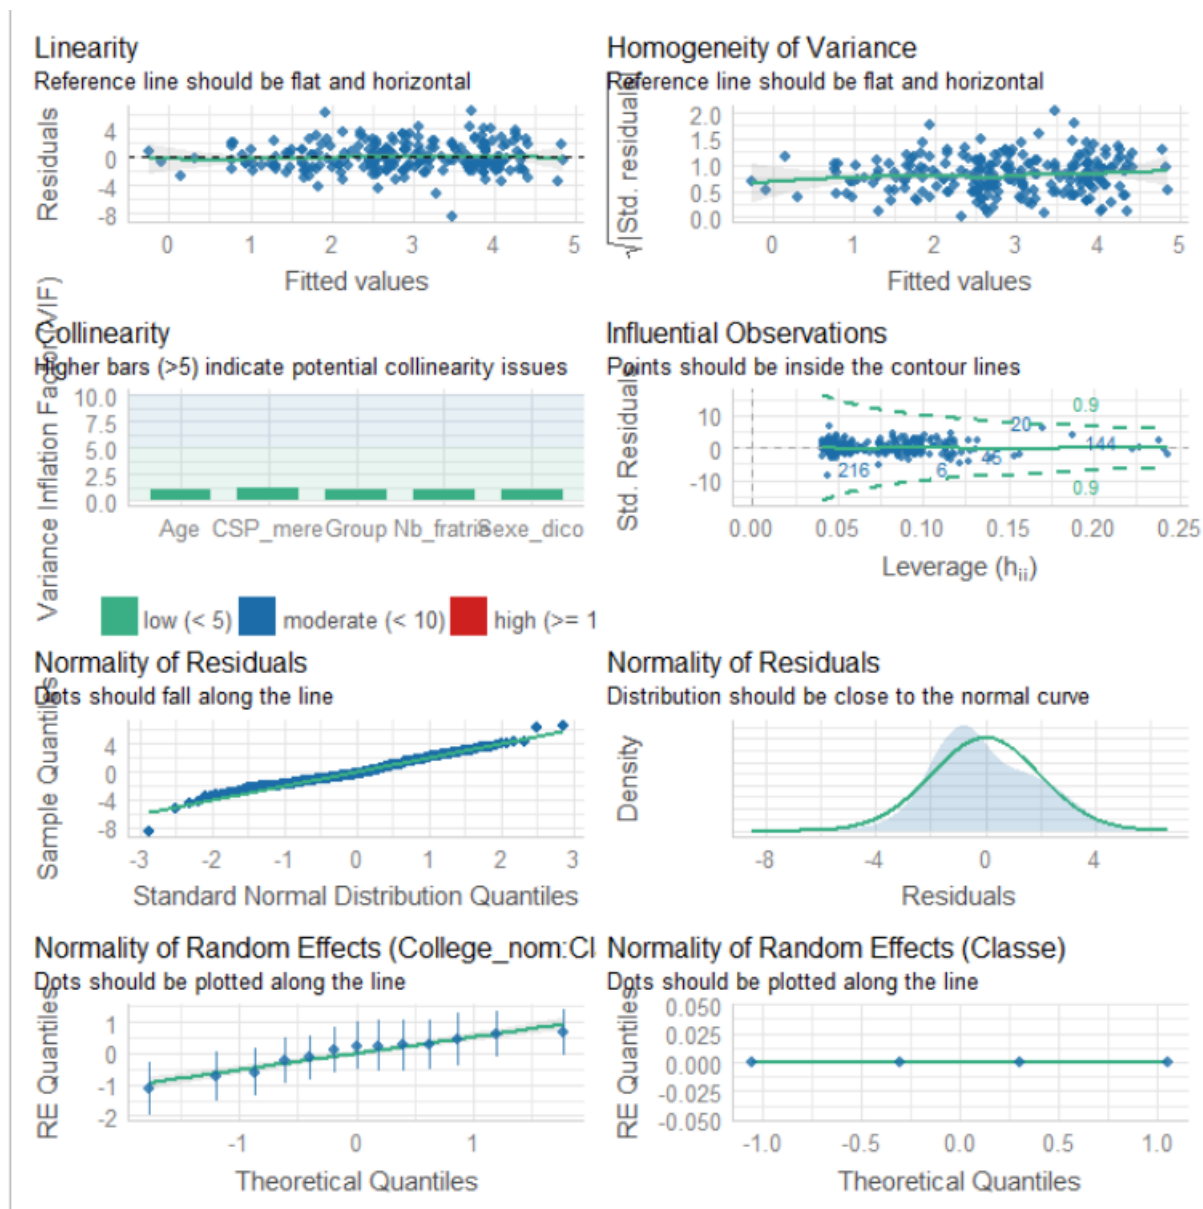 Linearity
Reference line should be flat and horizontal
Residuals
4
0
-4
-8
0 1 2 3 4 5
Fitted values
Homogeneity of Variance
Reference line should be flat and horizontal
√|Std. residuals|
2.0
1.5
1.0
0.5
0.0
0 1 2 3 4 5
Fitted values
Collinearity
Higher bars (>5) indicate potential collinearity issues
Variance Inflation Factor (VIF)
10.0
7.5
5.0
2.5
0.0
Age CSP_mere Group Nb_fratrie Sexe_dico
low (< 5) moderate (< 10) high (>= 1
Influential Observations
Points should be inside the contour lines
Std. Residuals
10
0
-10
0.9
20
144
45
216
6
0.9
0.00 0.05 0.10 0.15 0.20 0.25
Leverage (hii)
Normality of Residuals
Dots should fall along the line
Sample Quantiles
4
0
-4
-8
-3 -2 -1 0 1 2 3
Standard Normal Distribution Quantiles
Normality of Residuals
Distribution should be close to the normal curve
Density
-8 -4 0 4
Residuals
Normality of Random Effects (College_nom:Cl
Dots should be plotted along the line
RE Quantiles
1
0
-1
-2
-1 0 1
Theoretical Quantiles
Normality of Random Effects (Classe)
Dots should be plotted along the line
RE Quantiles
0.050
0.025
0.000
-0.025
-0.050
-1.0 -0.5 0.0 0.5 1.0
Theoretical Quantiles